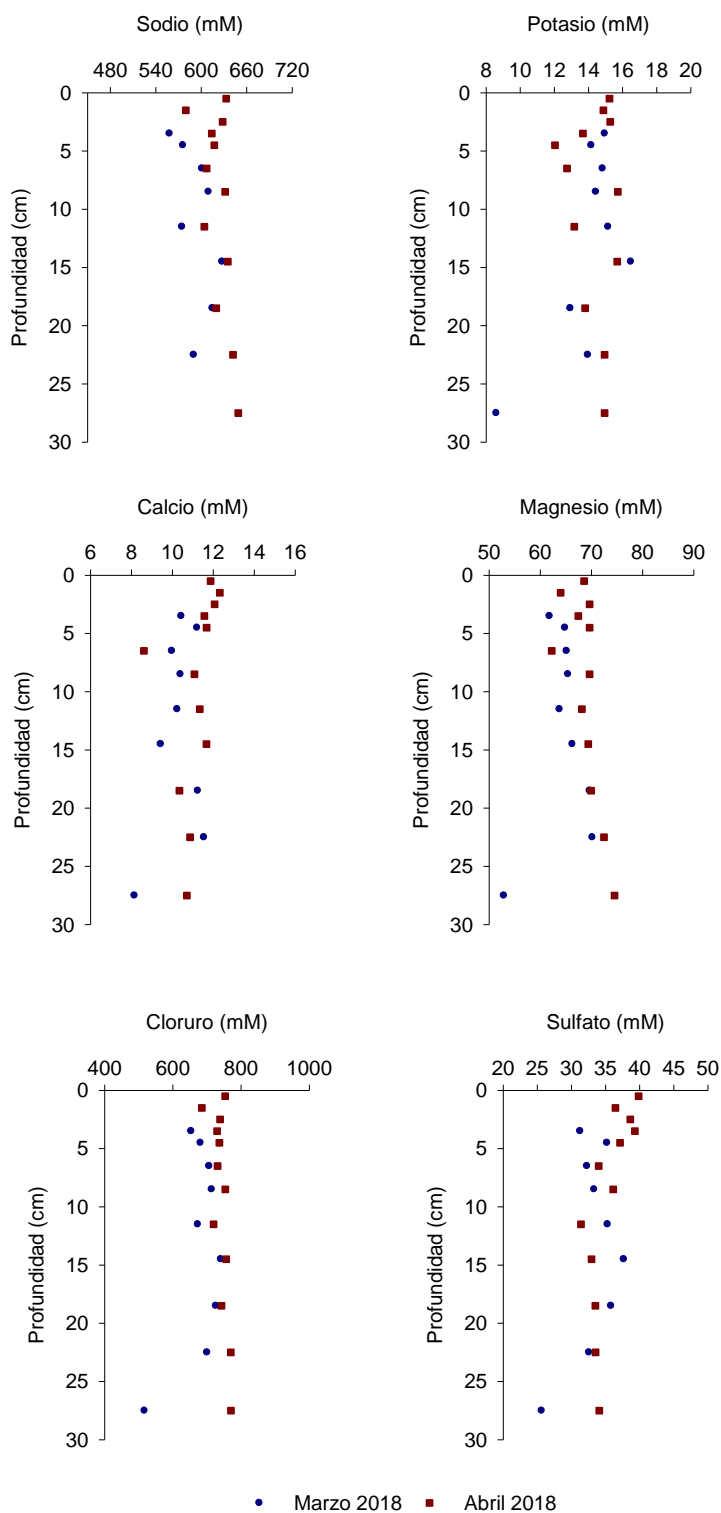 Sodio (mM) Potasio (mM)
480 540 600 660 720 8 10 12 14 16 18 20
0 0
5 5
10 10
15 15
20 20
25 25
30 30
Profundidad (cm) Profundidad (cm)
Calcio (mM) Magnesio (mM)
6 8 10 12 14 16 50 60 70 80 90
0 0
5 5
10 10
15 15
20 20
25 25
30 30
Profundidad (cm) Profundidad (cm)
Cloruro (mM) Sulfato (mM)
400 600 800 1000 20 25 30 35 40 45 50
0 0
5 5
10 10
15 15
20 20
25 25
30 30
Profundidad (cm) Profundidad (cm)
Marzo 2018 Abril 2018